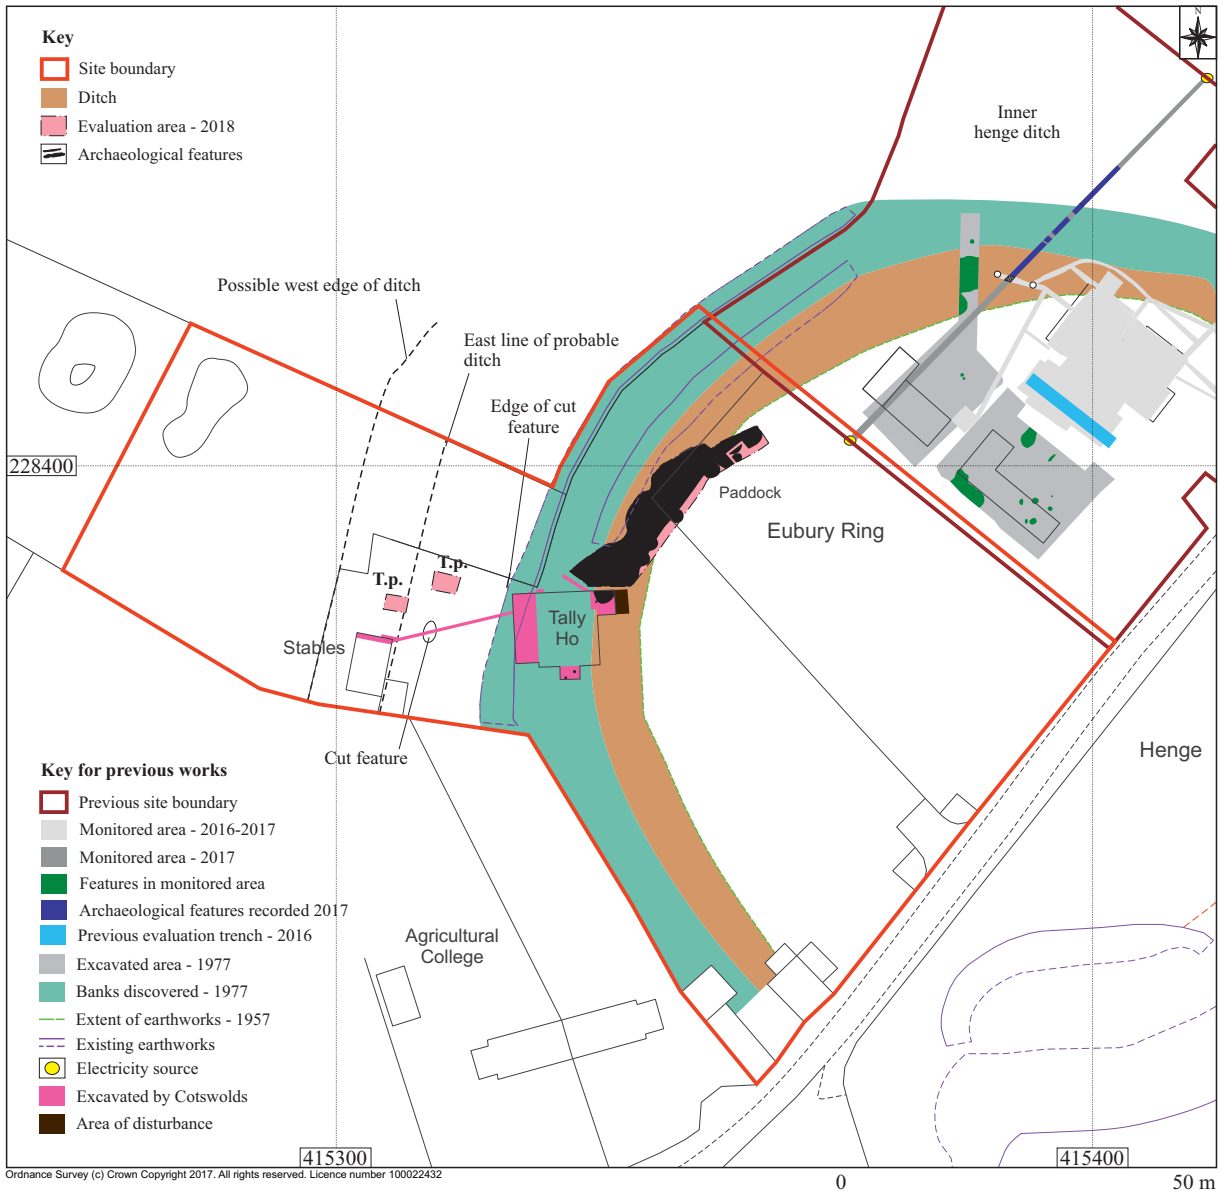 N
Key
Site boundary
Ditch
Evaluation area - 2018
Archaeological features
Inner
henge ditch
Possible west edge of ditch
East line of probable
ditch
Edge of cut
feature
228400
Paddock
Eubury Ring
T.p.
T.p.
Tally
Ho
Stables
Cut feature
Henge
Key for previous works
Previous site boundary
Monitored area - 2016-2017
Monitored area - 2017
Features in monitored area
Archaeological features recorded 2017
Previous evaluation trench - 2016
Excavated area - 1977
Banks discovered - 1977
Extent of earthworks - 1957
Existing earthworks
Electricity source
Excavated by Cotswolds
Area of disturbance
Agricultural
College
415300
415400
Ordnance Survey (c) Crown Copyright 2017. All rights reserved. Licence number 100022432
0
50 m